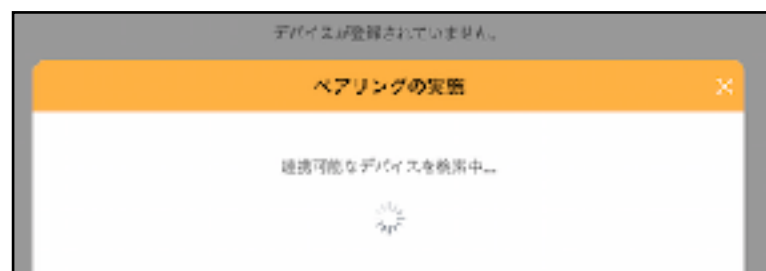 デバイスが登録されていません。
ペアリングの実施
連携可能なデバイスを検索中...